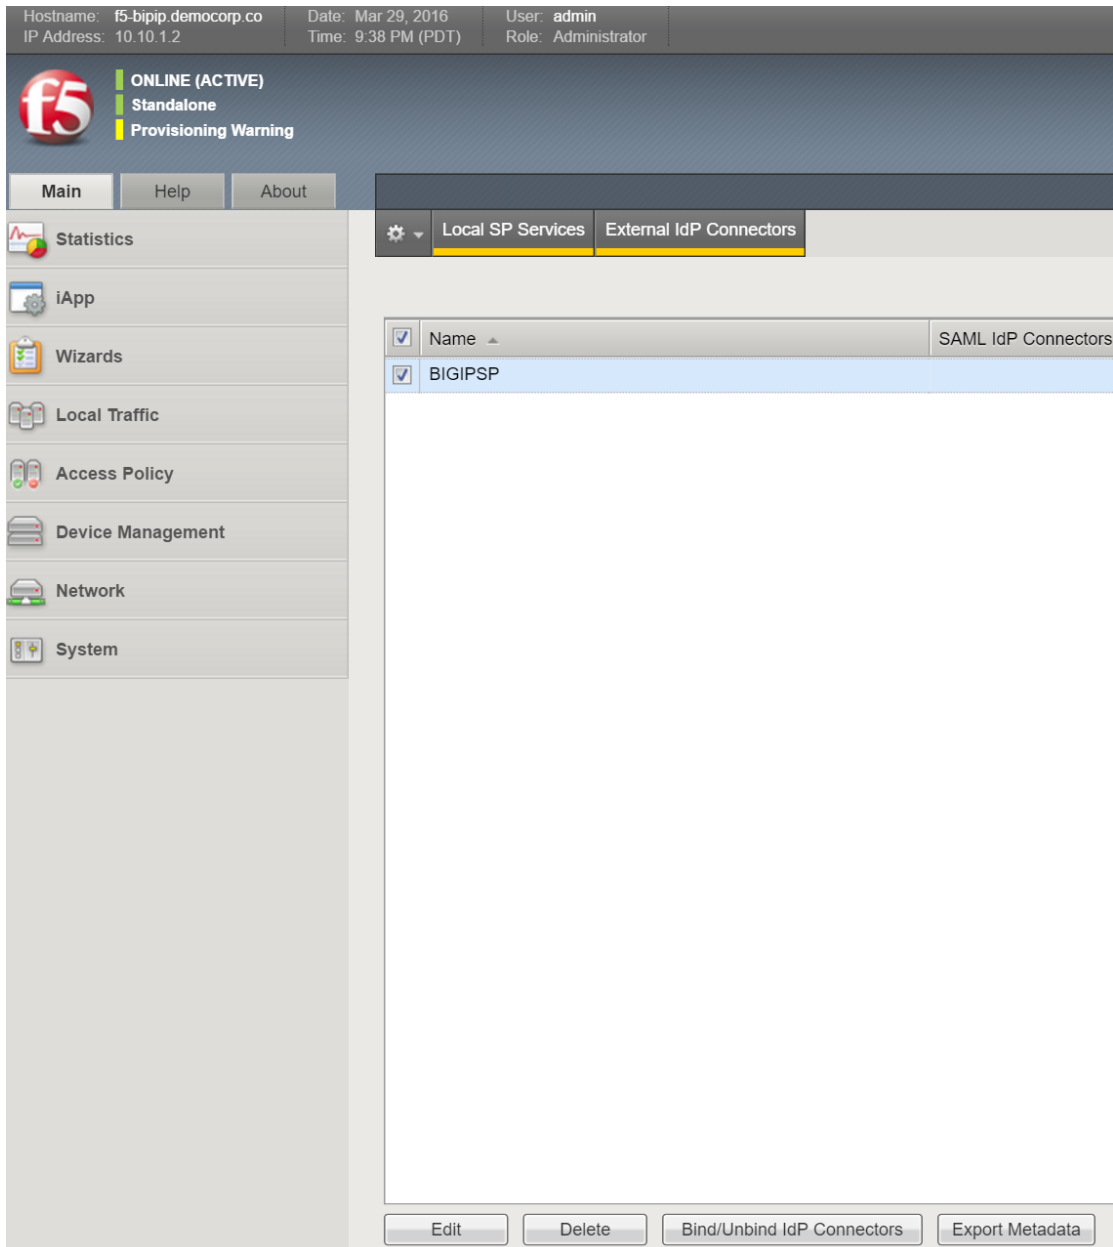 Hostname: f5-bipip.democorp.co Date: Mar 29, 2016 User: admin
IP Address: 10.10.1.2 Time: 9:38 PM (PDT) Role: Administrator
f5
ONLINE (ACTIVE)
Standalone
Provisioning Warning
Main Help About
Statistics
iApp
Wizards
Local Traffic
Access Policy
Device Management
Network
System
Local SP Services External IdP Connectors
Name SAML IdP Connectors
BIGIPSP
Edit Delete Bind/Unbind IdP Connectors Export Metadata